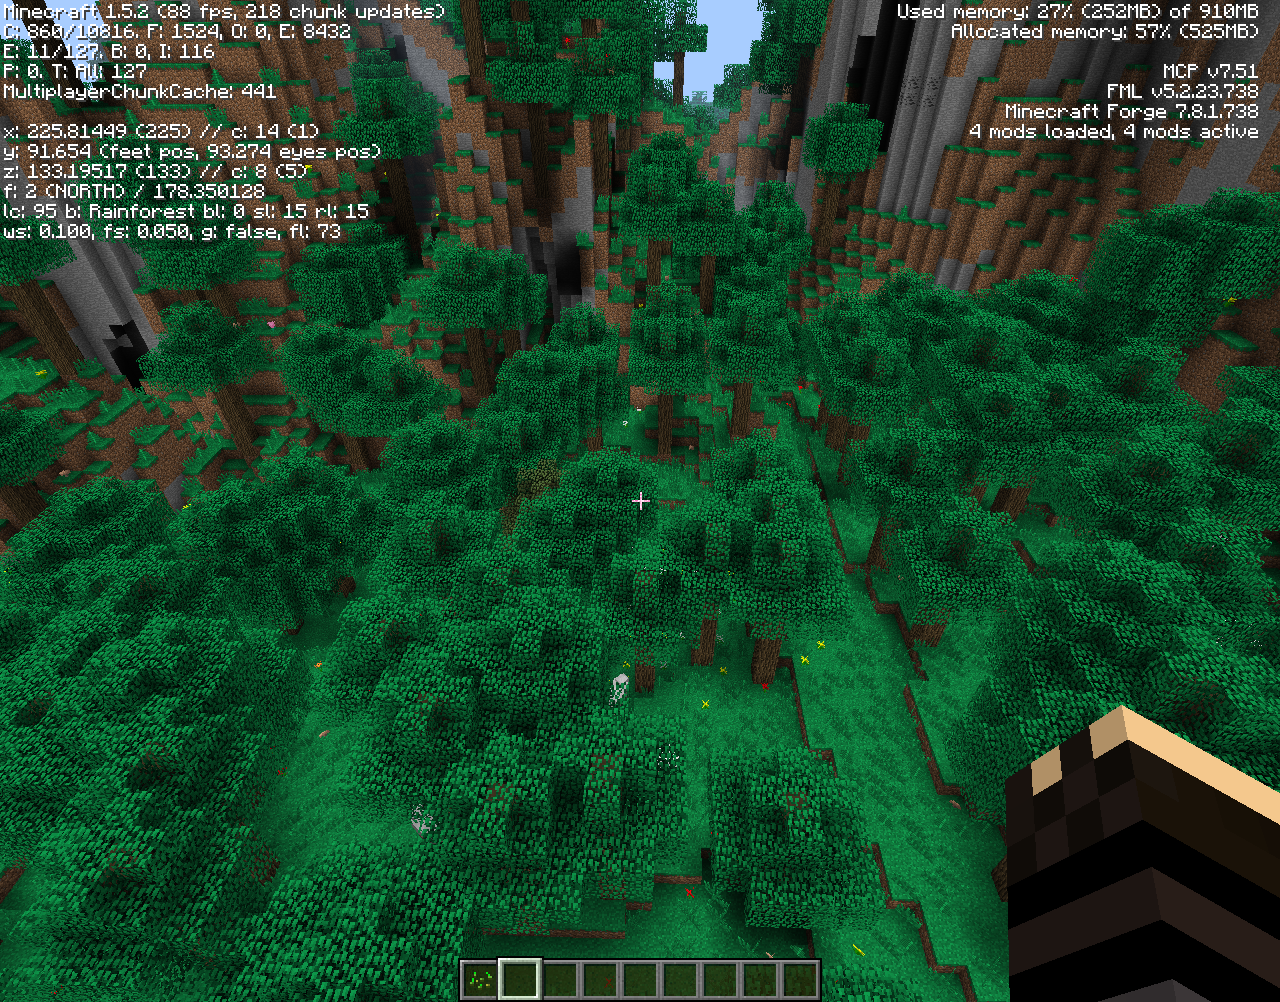 Minecraft 1.5.2 (88 fps, 218 chunk updates)
C: 860/10816. F: 1524, O: 0, E: 8432
E: 11/127. B: 0, I: 116
P: 0. T: All: 127
MultiplayerChunkCache: 441
x: 225.81449 (225) // c: 14 (1)
y: 91.654 (feet pos, 93.274 eyes pos)
z: 133.19517 (133) // c: 8 (5)
f: 2 (NORTH) / 178.350128
lc: 95 b: Rainforest bl: 0 sl: 15 rl: 15
ws: 0.100, fs: 0.050, g: false, fl: 73
Used memory: 27% (252MB) of 910MB
Allocated memory: 57% (525MB)
MCP v7.51
FML v5.2.23.738
Minecraft Forge 7.8.1.738
4 mods loaded, 4 mods active